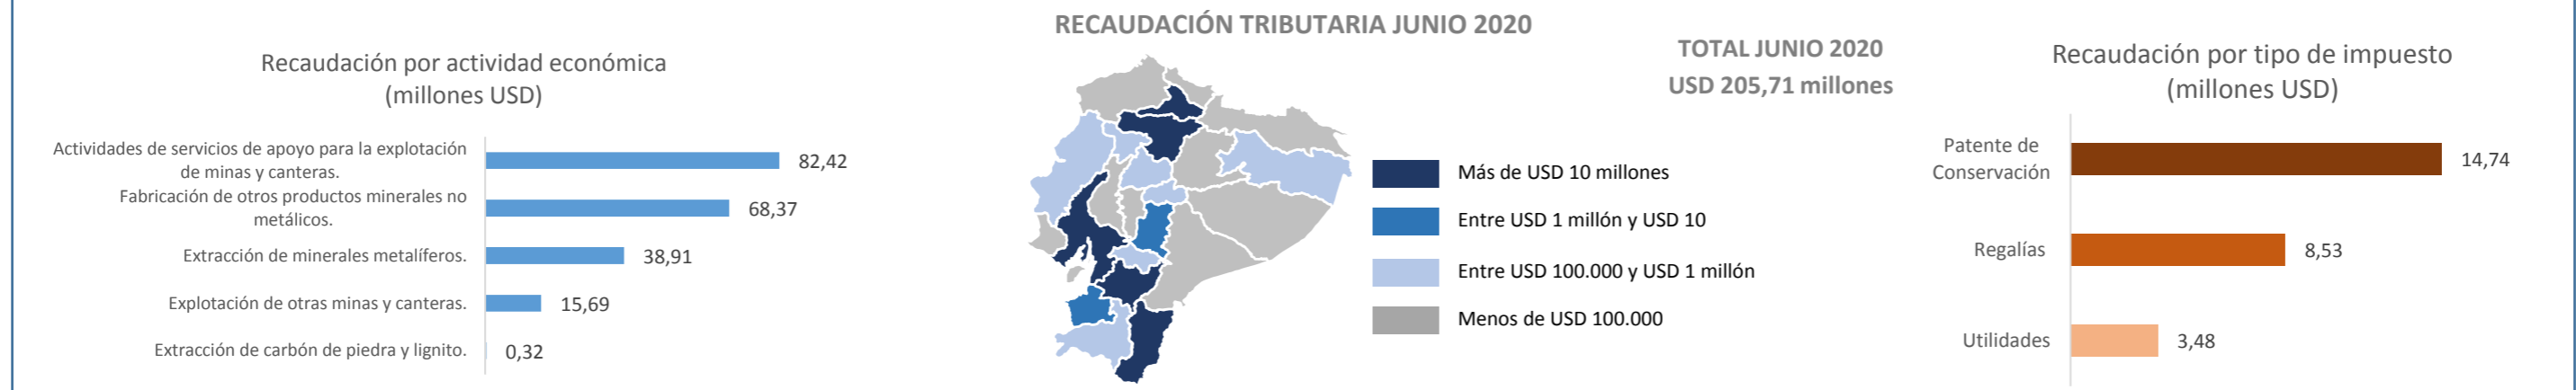 RECAUDACIÓN TRIBUTARIA JUNIO 2020
Recaudación por actividad económica
(millones USD)
Actividades de servicios de apoyo para la explotación
de minas y canteras.
82,42
Fabricación de otros productos minerales no
metálicos.
68,37
Extracción de minerales metalíferos.
38,91
Explotación de otras minas y canteras.
15,69
Extracción de carbón de piedra y lignito.
0,32
TOTAL JUNIO 2020
USD 205,71 millones
Más de USD 10 millones
Entre USD 1 millón y USD 10
Entre USD 100.000 y USD 1 millón
Menos de USD 100.000
Recaudación por tipo de impuesto
(millones USD)
Patente de
Conservación
14,74
Regalías
8,53
Utilidades
3,48